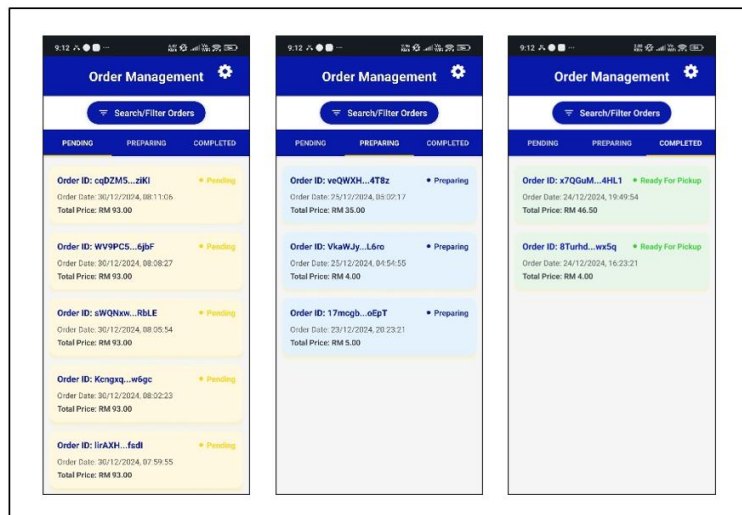 9:12
Order Management
Search/Filter Orders
PENDING PREPARING COMPLETED
Order ID: cqDZM5...ziKI • Pending
Order Date: 30/12/2024, 08:11:06
Total Price: RM 93.00
Order ID: WV9PC5...6jbF • Pending
Order Date: 30/12/2024, 08:08:27
Total Price: RM 93.00
Order ID: sWQNxw...RbLE • Pending
Order Date: 30/12/2024, 08:05:54
Total Price: RM 93.00
Order ID: Kcngxq...w6gc • Pending
Order Date: 30/12/2024, 08:02:23
Total Price: RM 93.00
Order ID: lirAXH...fsdI • Pending
Order Date: 30/12/2024, 07:59:55
Total Price: RM 93.00
9:12
Order Management
Search/Filter Orders
PENDING PREPARING COMPLETED
Order ID: veQWXH...4T8z • Preparing
Order Date: 25/12/2024, 05:02:17
Total Price: RM 35.00
Order ID: VkaWJy...L6ro • Preparing
Order Date: 25/12/2024, 04:54:55
Total Price: RM 4.00
Order ID: 17mcgb...oEpT • Preparing
Order Date: 23/12/2024, 20:23:21
Total Price: RM 5.00
9:12
Order Management
Search/Filter Orders
PENDING PREPARING COMPLETED
Order ID: x7QGuM...4HL1 • Ready For Pickup
Order Date: 24/12/2024, 19:49:54
Total Price: RM 46.50
Order ID: 8Turhd...wx5q • Ready For Pickup
Order Date: 24/12/2024, 16:23:21
Total Price: RM 4.00